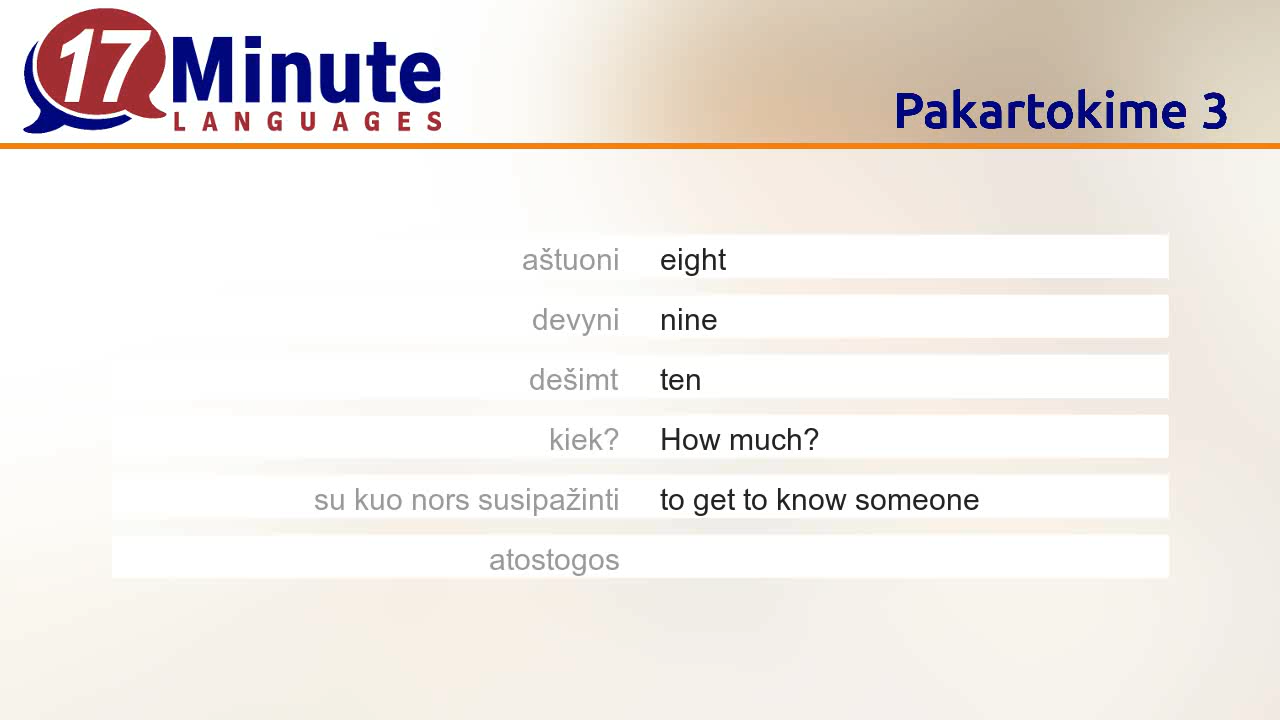 17 Minute
LANGUAGES
Pakartokime 3
aštuoni eight
devyni nine
dešimt ten
kiek? How much?
su kuo nors susipažinti to get to know someone
atostogos